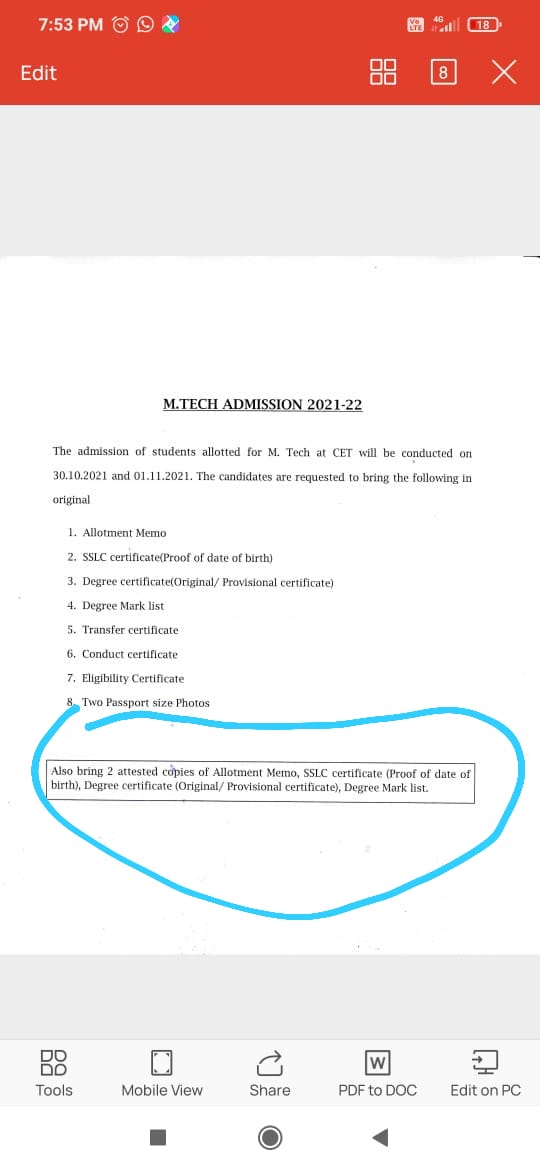 7:53 PM
Vo LTE 4G 18
Edit
8
M.TECH ADMISSION 2021-22
The admission of students allotted for M. Tech at CET will be conducted on
30.10.2021 and 01.11.2021. The candidates are requested to bring the following in
original
1. Allotment Memo
2. SSLC certificate(Proof of date of birth)
3. Degree certificate(Original/ Provisional certificate)
4. Degree Mark list
5. Transfer certificate
6. Conduct certificate
7. Eligibility Certificate
8. Two Passport size Photos
Also bring 2 attested copies of Allotment Memo, SSLC certificate (Proof of date of
birth), Degree certificate (Original/ Provisional certificate), Degree Mark list.
W
Tools Mobile View Share PDF to DOC Edit on PC